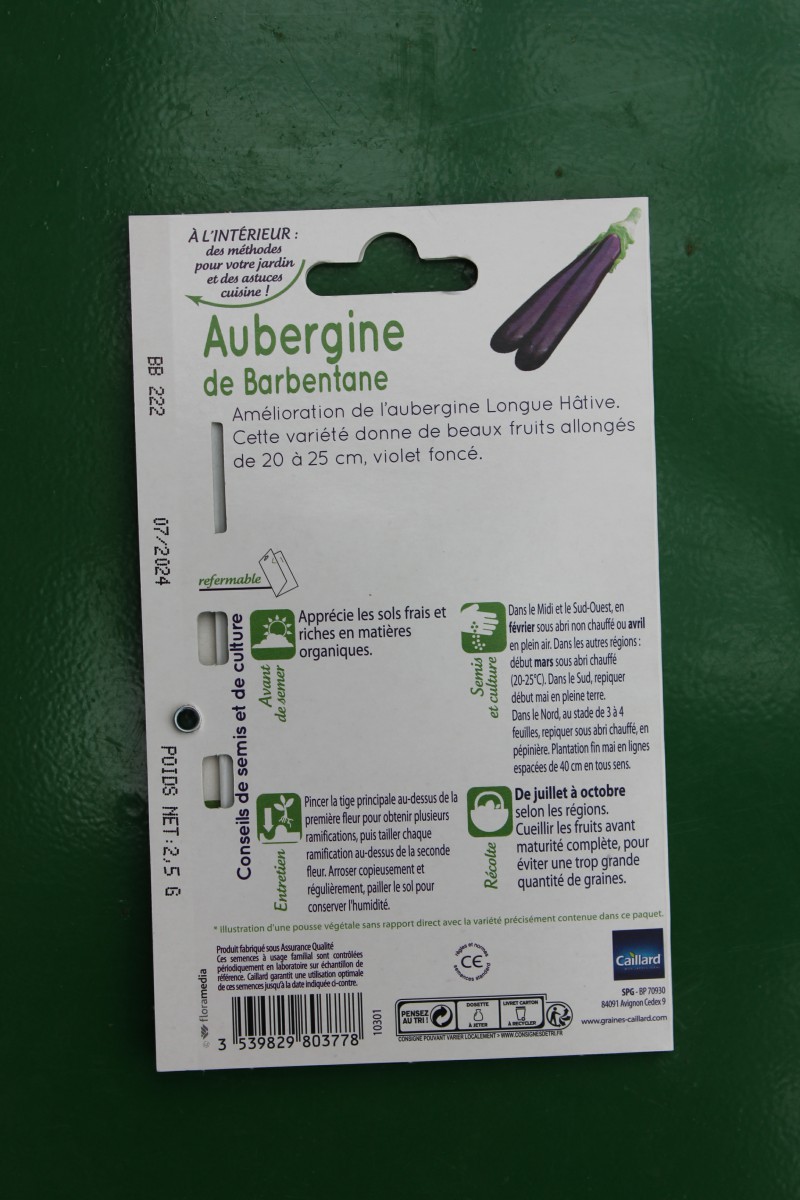 À L'INTÉRIEUR :
des méthodes
pour votre jardin
et des astuces
cuisine !
Aubergine
de Barbentane
Amélioration de l'aubergine Longue Hâtive.
Cette variété donne de beaux fruits allongés
de 20 à 25 cm, violet foncé.
BB 222
07/2024
POIDS NET:2,5 G
refermable
Conseils de semis et de culture
Avant
de semer
Apprécie les sols frais et
riches en matières
organiques.
Semis
et culture
Dans le Midi et le Sud-Ouest, en
février sous abri non chauffé ou avril
en plein air. Dans les autres régions :
début mars sous abri chauffé
(20-25°C). Dans le Sud, repiquer
début mai en pleine terre.
Dans le Nord, au stade de 3 à 4
feuilles, repiquer sous abri chauffé, en
pépinière. Plantation fin mai en lignes
espacées de 40 cm en tous sens.
Entretien
Pincer la tige principale au-dessus de la
première fleur pour obtenir plusieurs
ramifications, puis tailler chaque
ramification au-dessus de la seconde
fleur. Arroser copieusement et
régulièrement, pailler le sol pour
conserver l'humidité.
Récolte
De juillet à octobre
selon les régions.
Cueillir les fruits avant
maturité complète, pour
éviter une trop grande
quantité de graines.
* Illustration d'une pousse végétale sans rapport direct avec la variété précisément contenue dans ce paquet.
Produit fabriqué sous Assurance Qualité
Ces semences à usage familial sont contrôlées
périodiquement en laboratoire sur échantillon de
référence. Caillard garantit une utilisation optimale
de ces semences jusqu'à la date indiquée ci-contre.
© floramedia
3 539829 803778
10301
règles et normes
CE
semences standard
PENSEZ
AU TRI !
DOSETTE
À JETER
LIVRET CARTON
À RECYCLER
CONSIGNE POUVANT VARIER LOCALEMENT > WWW.CONSIGNESDETRI.FR
Caillard
SPG - BP 70930
84091 Avignon Cedex 9
www.graines-caillard.com